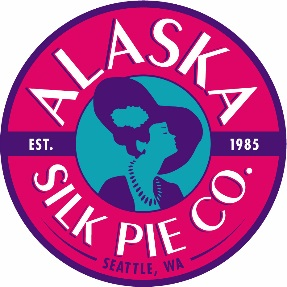 ALASKA
EST. 1985
SILK PIE CO.
SEATTLE, WA